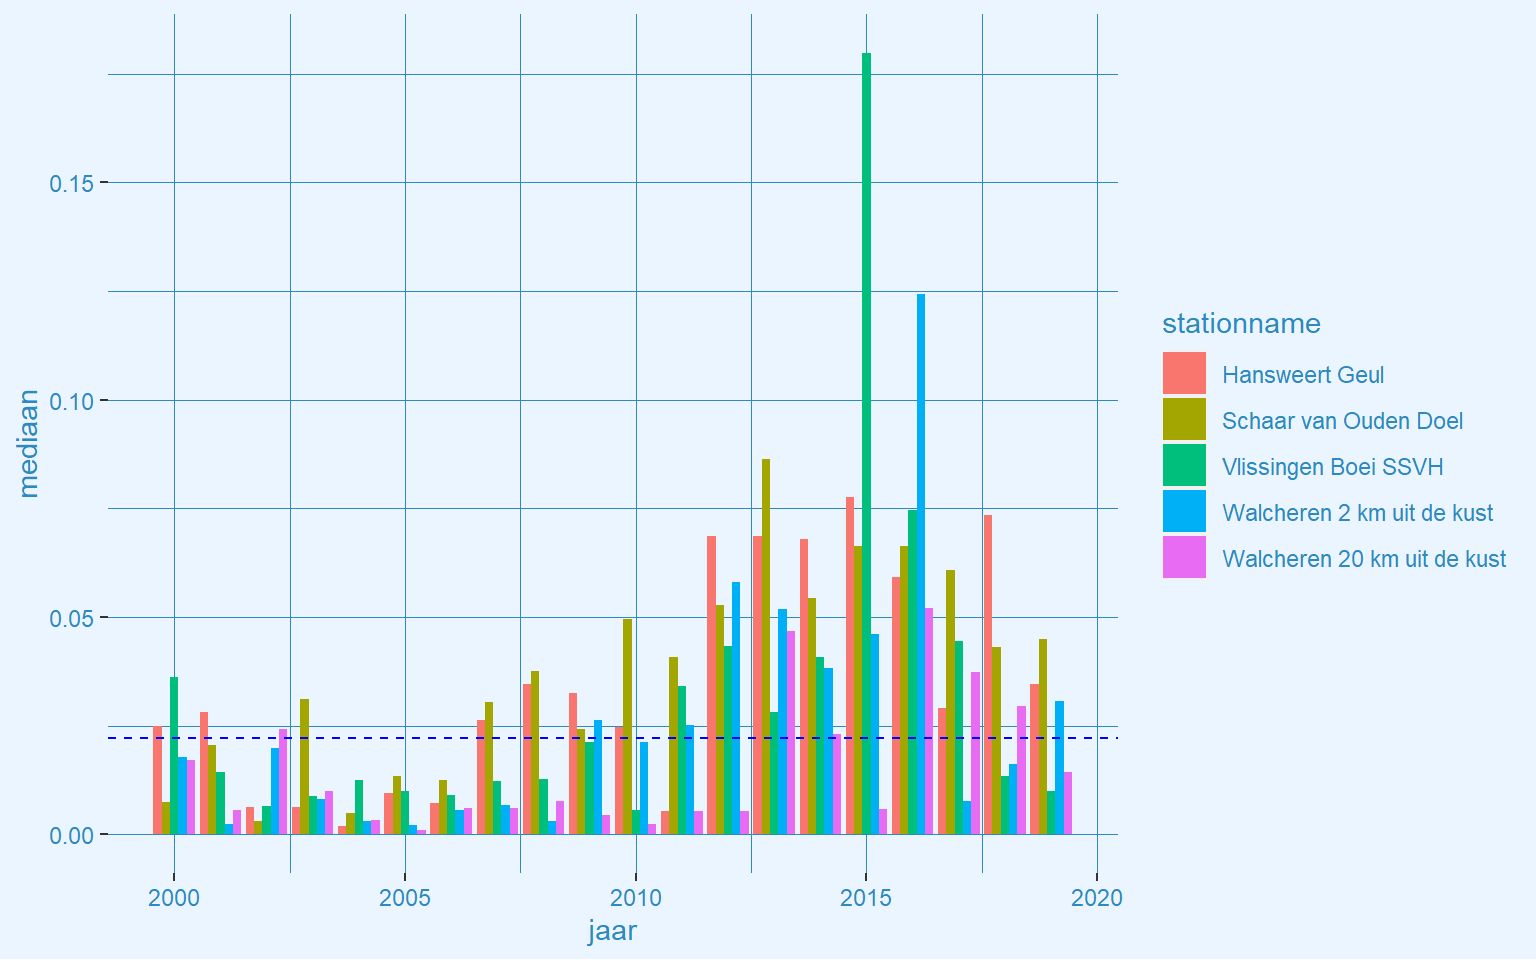 0.15
0.10
0.05
0.00
mediaan
2000
2005
2010
2015
2020
jaar
stationname
Hansweert Geul
Schaar van Ouden Doel
Vlissingen Boei SSVH
Walcheren 2 km uit de kust
Walcheren 20 km uit de kust